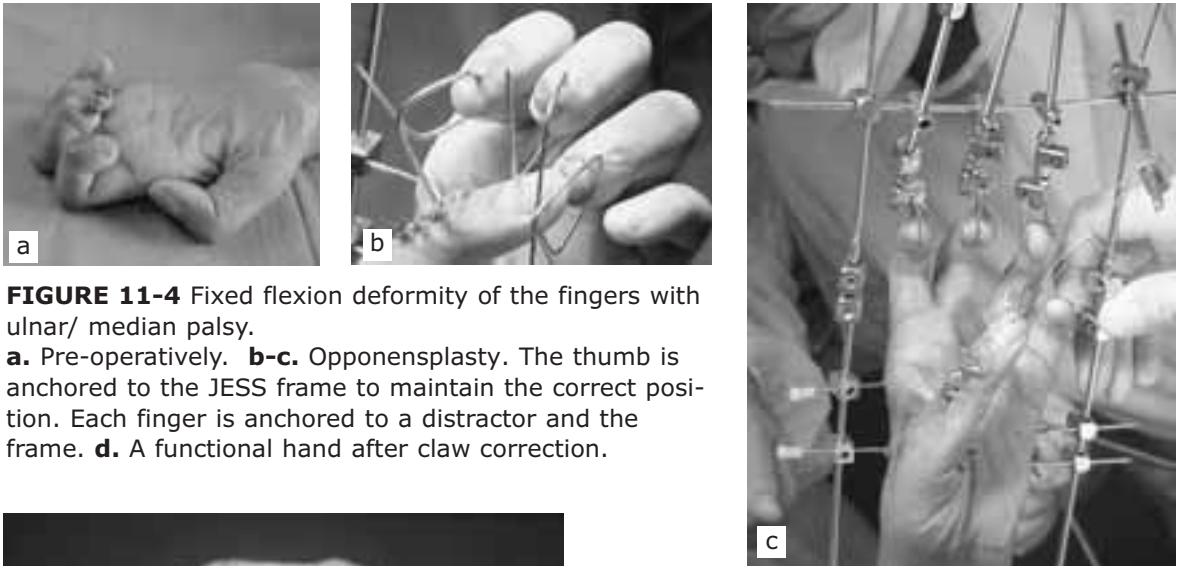 a
b
FIGURE 11-4 Fixed flexion deformity of the fingers with
ulnar/ median palsy.
a. Pre-operatively. b-c. Opponensplasty. The thumb is
anchored to the JESS frame to maintain the correct posi-
tion. Each finger is anchored to a distractor and the
frame. d. A functional hand after claw correction.
c